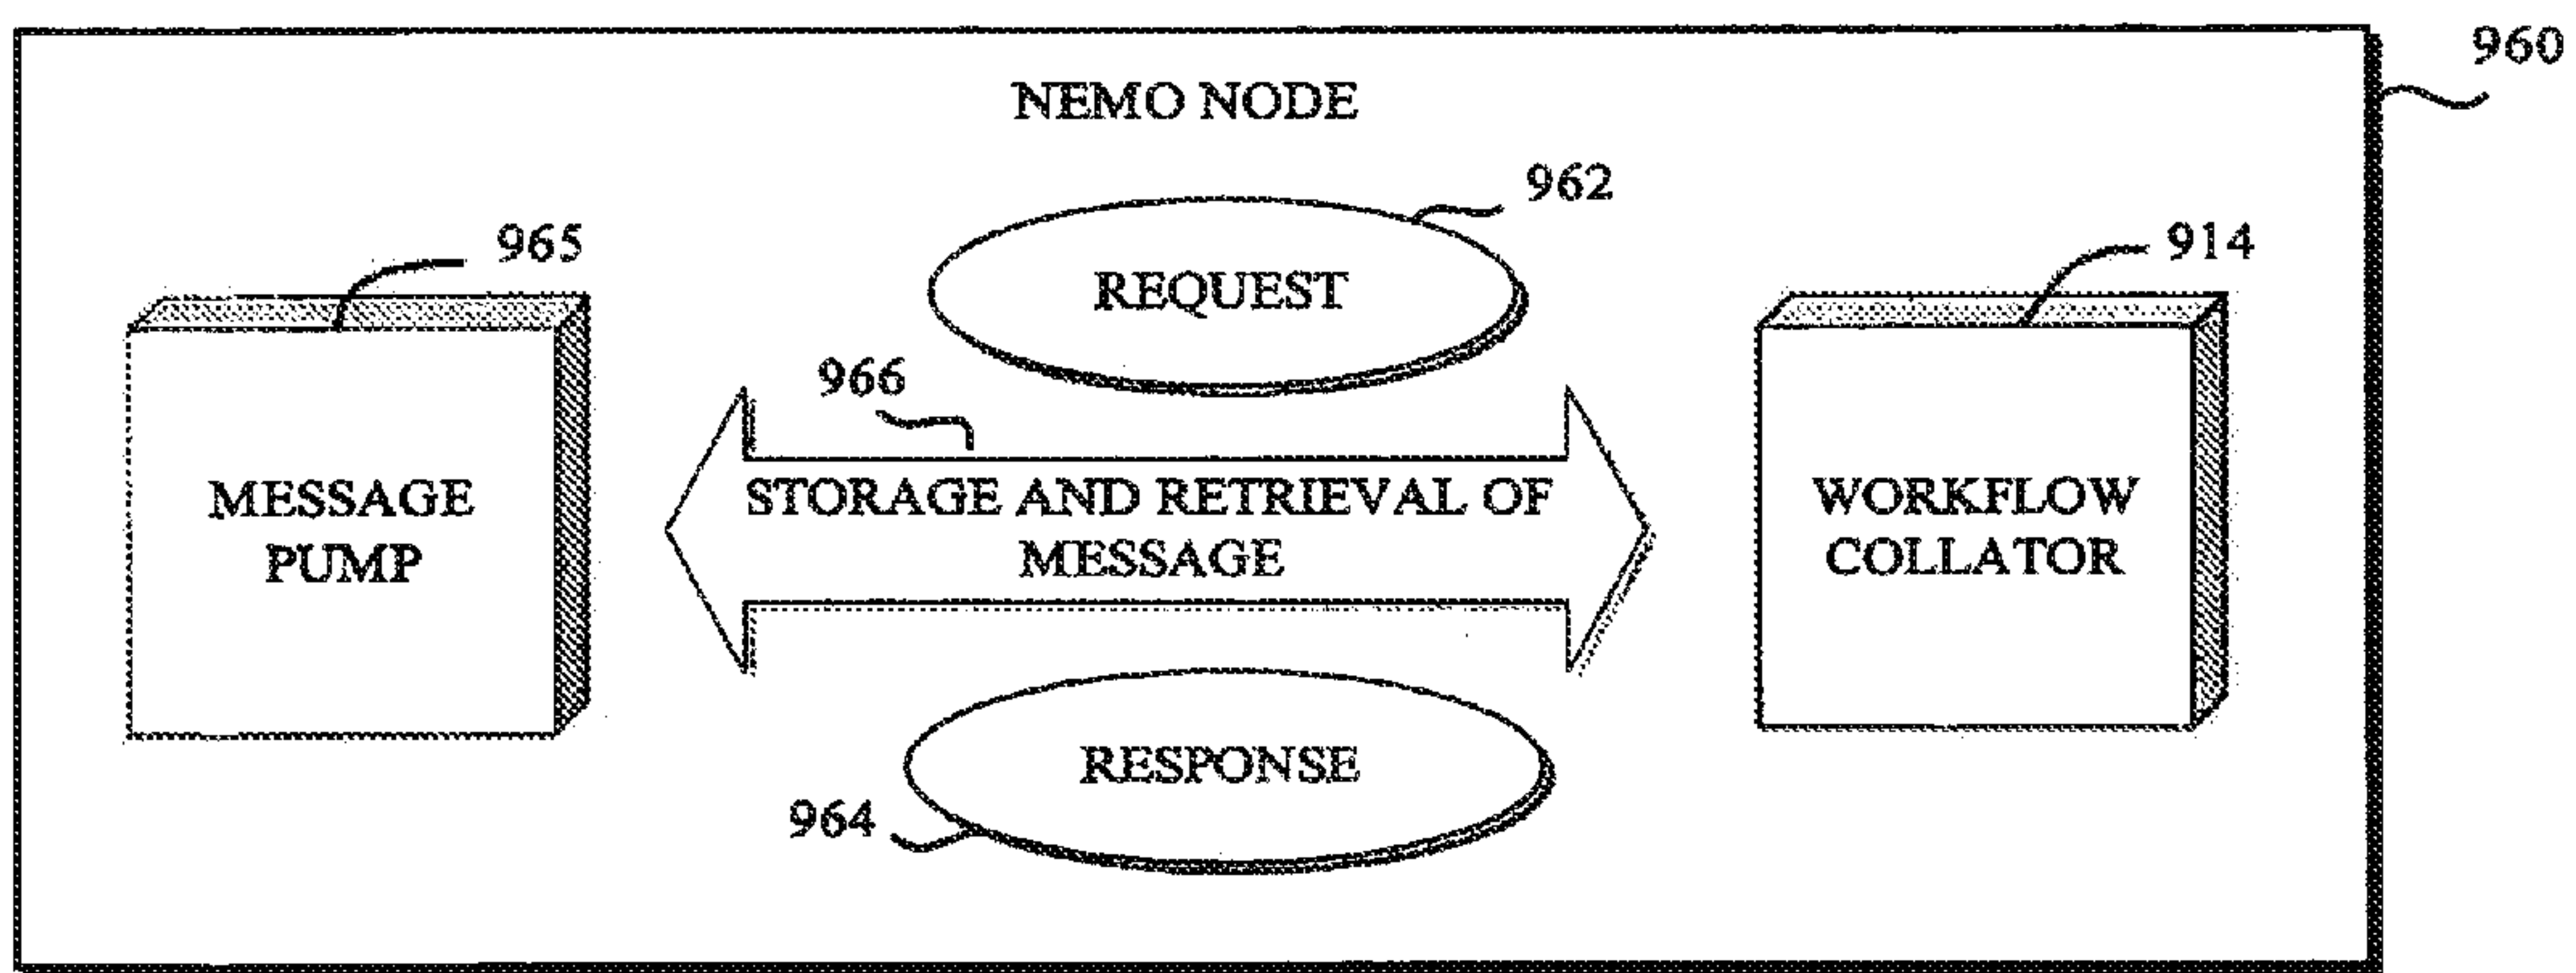 960
NEMO NODE
962
REQUEST
965
914
966
MESSAGE
PUMP
STORAGE AND RETRIEVAL OF
MESSAGE
WORKFLOW
COLLATOR
RESPONSE
964